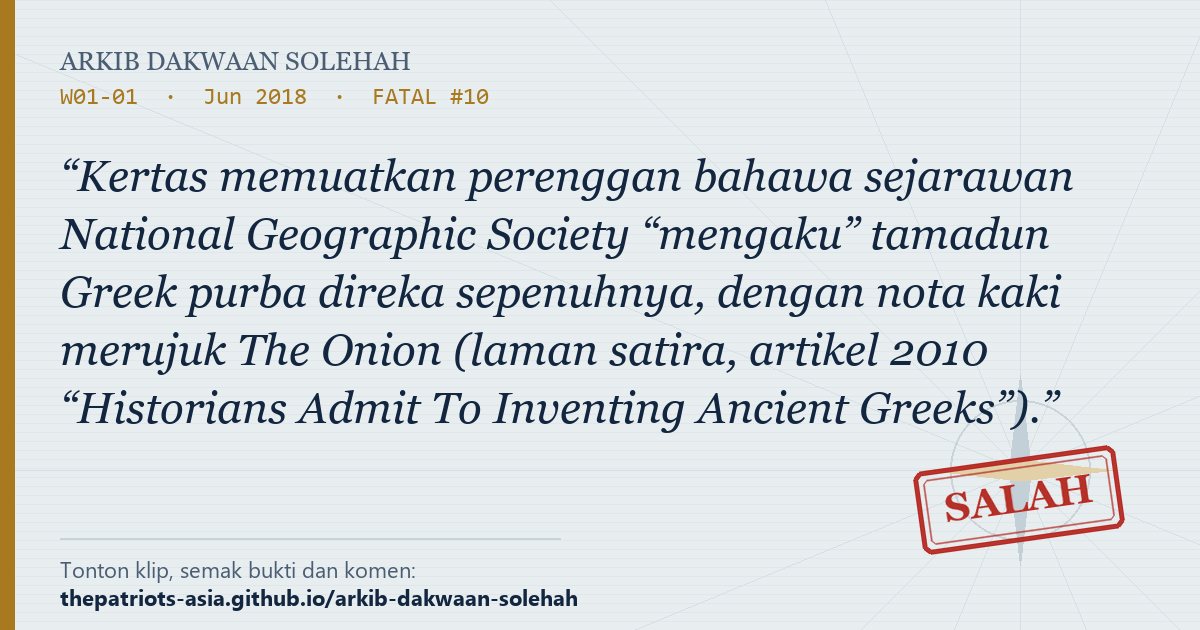 ARKIB DAKWAAN SOLEHAH
W01-01 · Jun 2018 · FATAL #10
“Kertas memuatkan perenggan bahawa sejarawan
National Geographic Society “mengaku” tamadun
Greek purba direka sepenuhnya, dengan nota kaki
merujuk The Onion (laman satira, artikel 2010
“Historians Admit To Inventing Ancient Greeks”).”
SALAH
Tonton klip, semak bukti dan komen:
thepatriots-asia.github.io/arkib-dakwaan-solehah